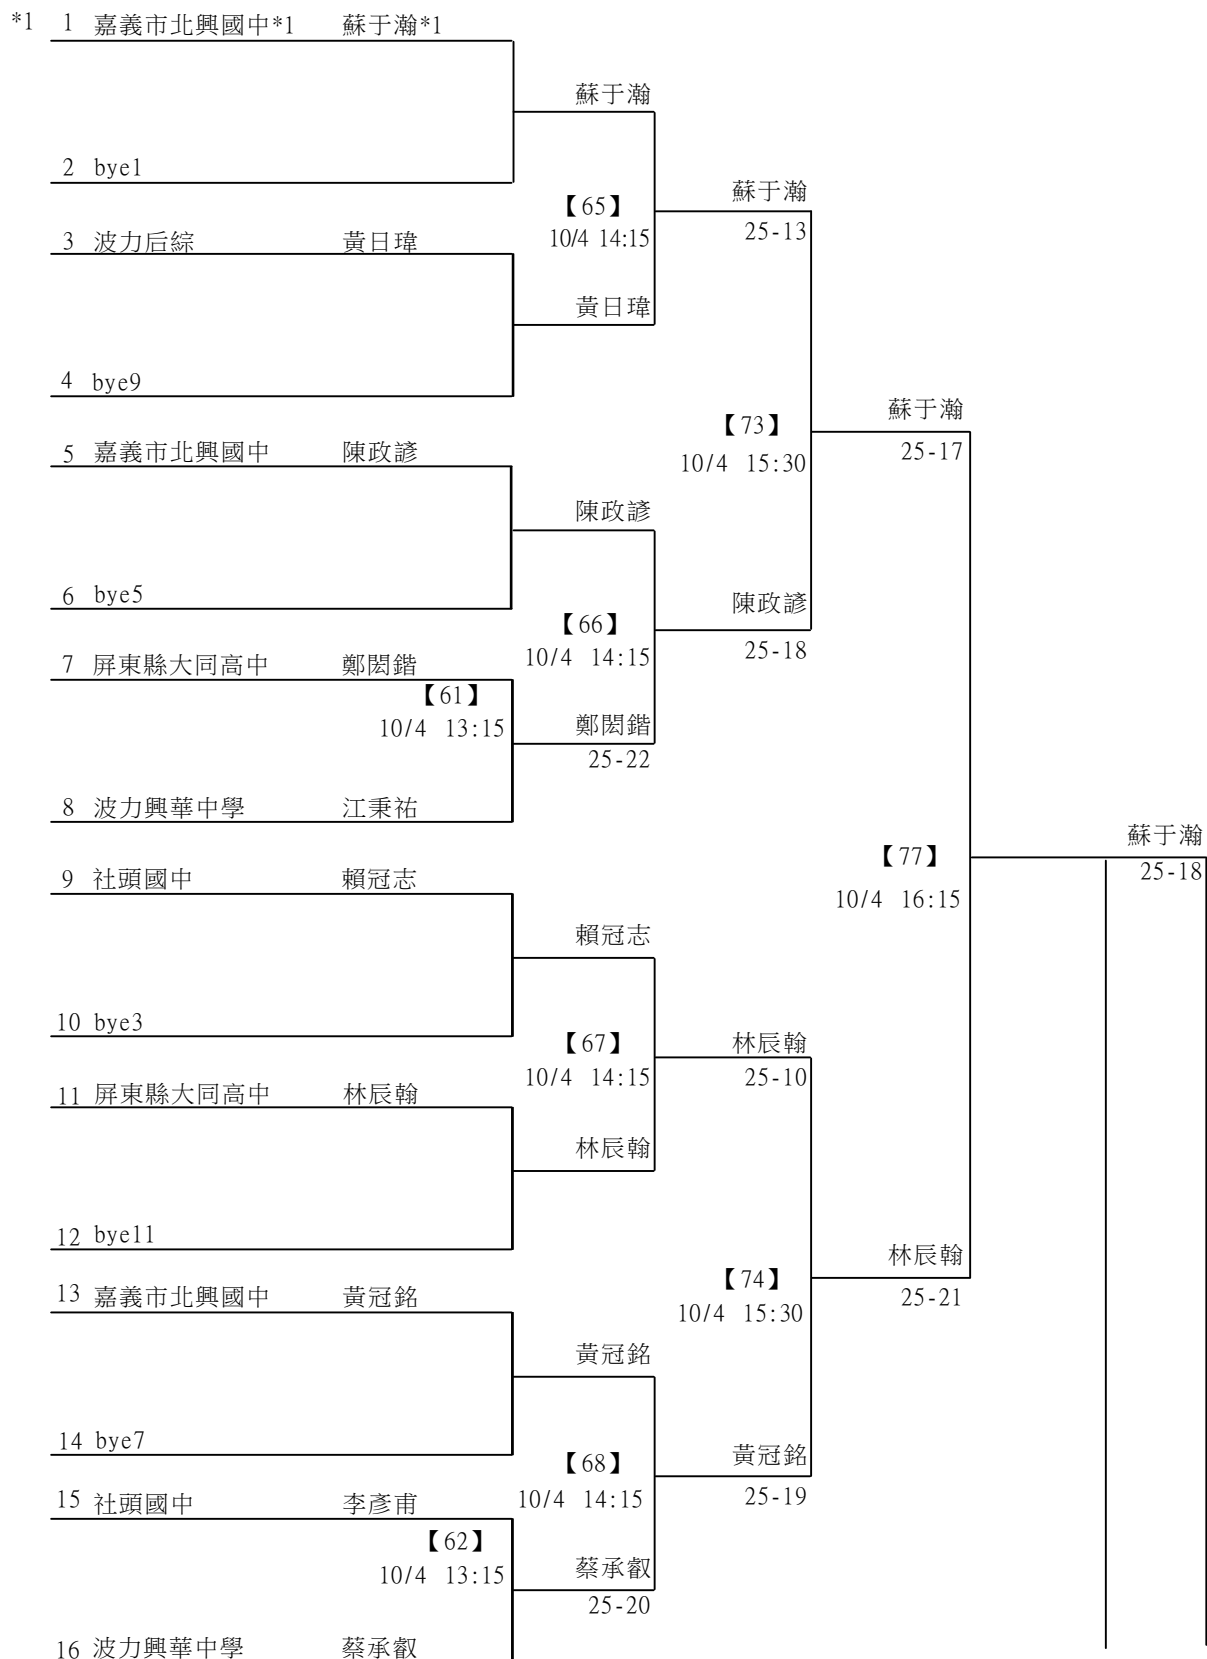 *1 1 嘉義市北興國中*1 蘇于瀚*1
蘇于瀚
2 bye1
蘇于瀚
【65】
25-13
3 波力后綜 黃日瑋
10/4 14:15
黃日瑋
4 bye9
蘇于瀚
【73】
25-17
5 嘉義市北興國中 陳政諺
10/4 15:30
陳政諺
6 bye5
陳政諺
【66】
25-18
7 屏東縣大同高中 鄭閎鍇
10/4 14:15
【61】
10/4 13:15
鄭閎鍇
25-22
8 波力興華中學 江秉祐
蘇于瀚
【77】
25-18
9 社頭國中 賴冠志
10/4 16:15
賴冠志
10 bye3
【67】
林辰翰
10/4 14:15
25-10
11 屏東縣大同高中 林辰翰
林辰翰
12 bye11
林辰翰
【74】
25-21
13 嘉義市北興國中 黃冠銘
10/4 15:30
黃冠銘
14 bye7
黃冠銘
【68】
25-19
15 社頭國中 李彥甫
10/4 14:15
【62】
10/4 13:15
蔡承叡
25-20
16 波力興華中學 蔡承叡